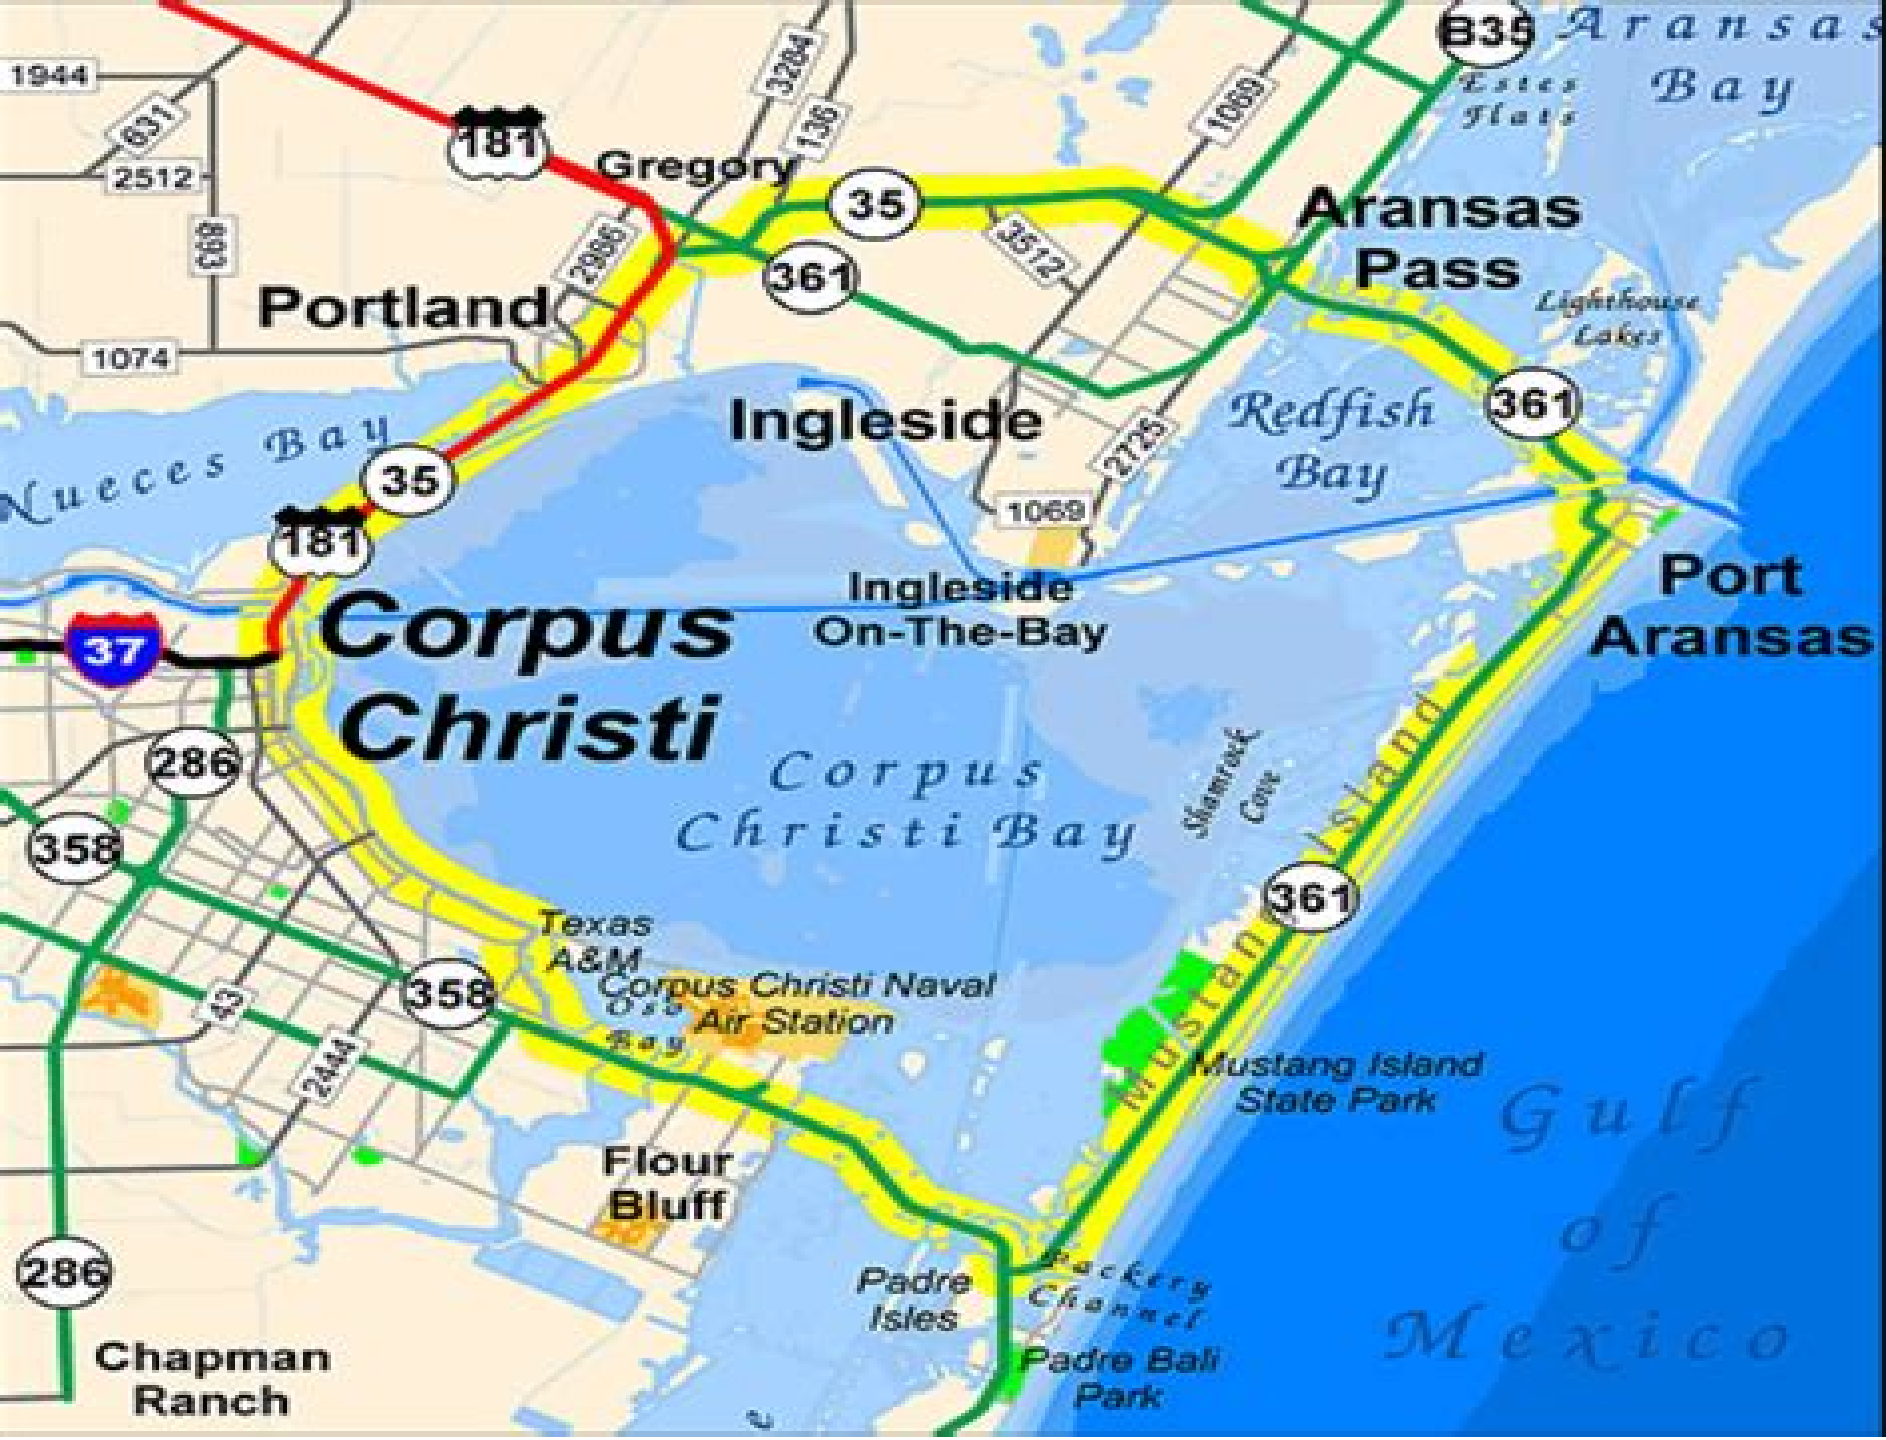 B35
Aransas
Bay
Estes
Flats
1944
631
3284
136
1069
181
2512
Gregory
35
Aransas
Pass
893
2986
3512
361
Portland
Lighthouse
Lakes
1074
Ingleside
Redfish
Bay
361
Nueces Bay
35
2725
1069
181
Port
Aransas
Ingleside
On-The-Bay
37
Corpus
Christi
286
Corpus
Christi Bay
Shamrock
Cove
358
361
Mustang Island
Texas
A&M
358
Corpus Christi Naval
Air Station
Oso
Bay
43
2444
Mustang Island
State Park
Gulf
of
Mexico
Flour
Bluff
286
Padre
Isles
Packery
Channel
Chapman
Ranch
Padre Bali
Park